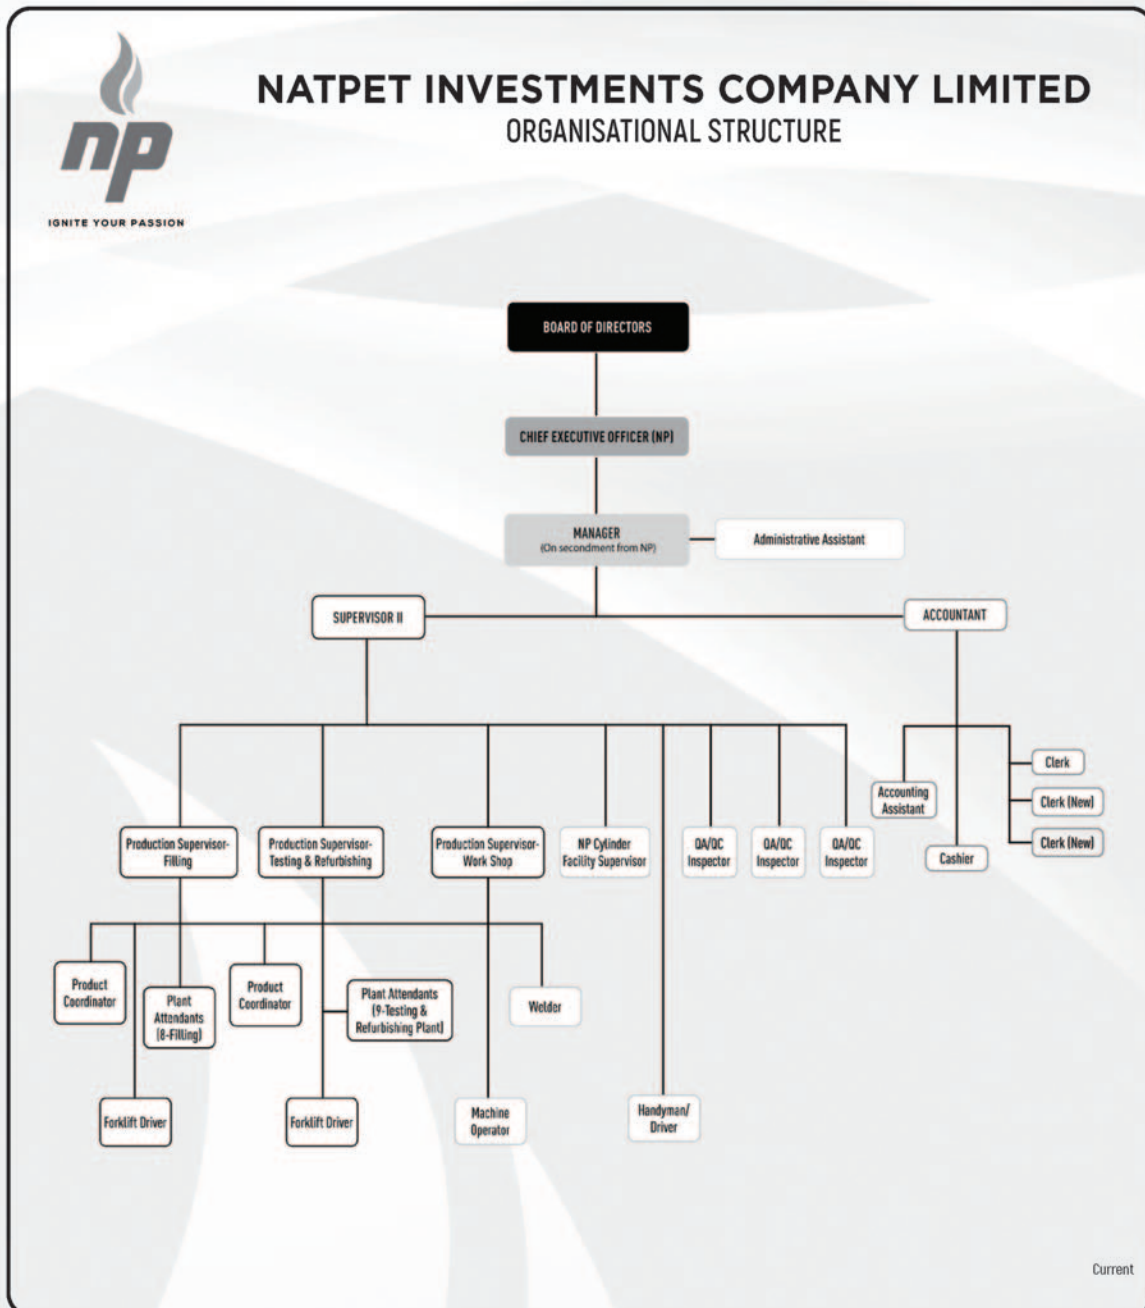 np
IGNITE YOUR PASSION
NATPET INVESTMENTS COMPANY LIMITED
ORGANISATIONAL STRUCTURE
BOARD OF DIRECTORS
CHIEF EXECUTIVE OFFICER (NP)
MANAGER
(On secondment from NP)
Administrative Assistant
SUPERVISOR II
ACCOUNTANT
Production Supervisor-
Filling
Production Supervisor-
Testing & Refurbishing
Production Supervisor-
Work Shop
NP Cylinder
Facility Supervisor
QA/QC
Inspector
QA/QC
Inspector
QA/QC
Inspector
Accounting
Assistant
Cashier
Clerk
Clerk (New)
Clerk (New)
Product
Coordinator
Plant
Attendants
(8-Filling)
Product
Coordinator
Plant Attendants
(9-Testing &
Refurbishing Plant)
Welder
Forklift Driver
Forklift Driver
Machine
Operator
Handyman/
Driver
Current